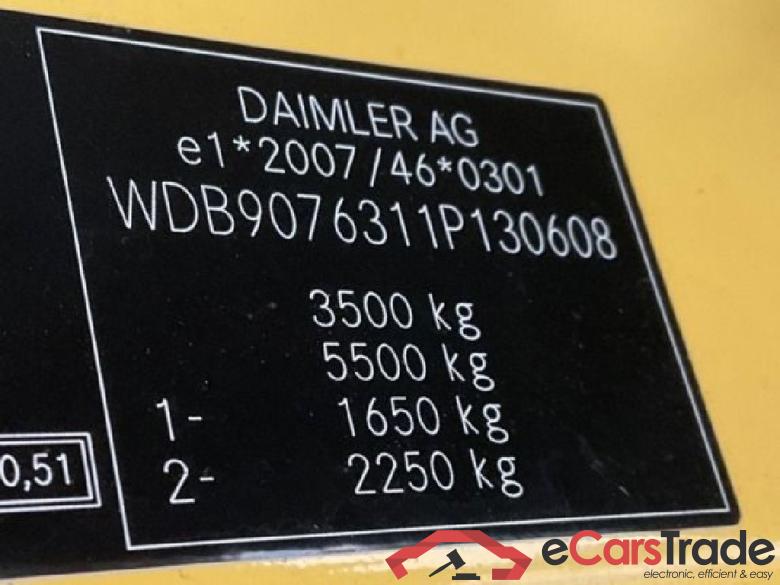 DAIMLER AG
e1*2007/46*0301
WDB9076311P130608
3500 kg
5500 kg
1- 1650 kg
2- 2250 kg
0,51
eCarsTrade
electronic, efficient & easy